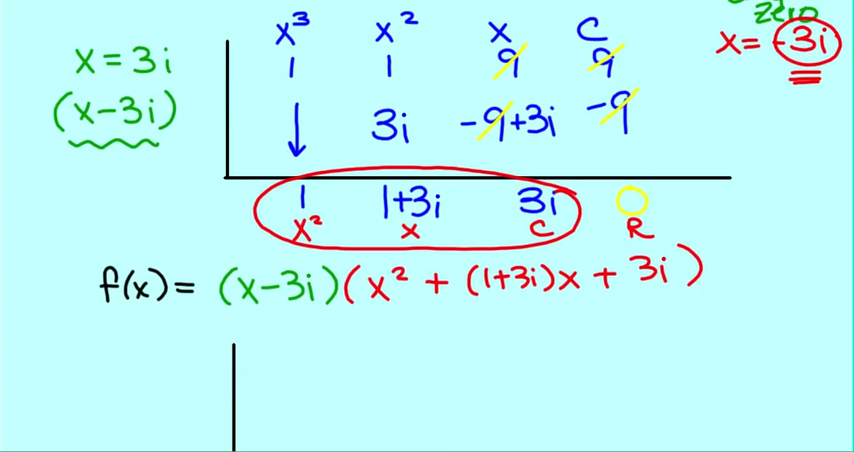 zero
x = -3i
x³ x² x C
x = 3i 1 1 9 9
(x-3i) 3i -9+3i -9
1 1+3i 3i 0
x² x C R
f(x) = (x-3i)(x² + (1+3i)x + 3i)